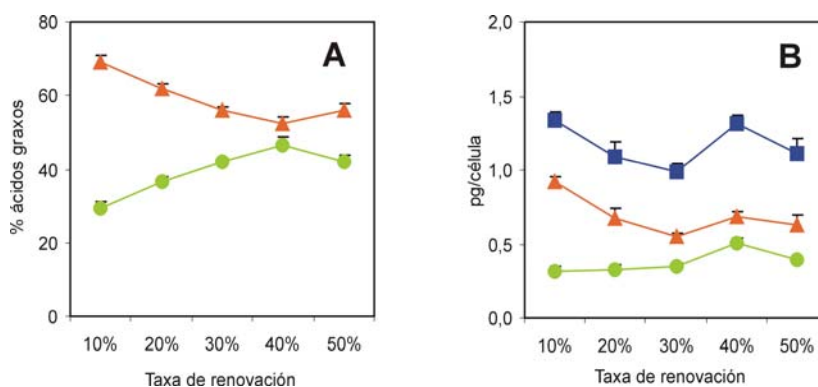 A
80
60
40
20
0
% ácidos graxos
10% 20% 30% 40% 50%
Taxa de renovación
B
2,0
1,5
1,0
0,5
0,0
pg/célula
10% 20% 30% 40% 50%
Taxa de renovación